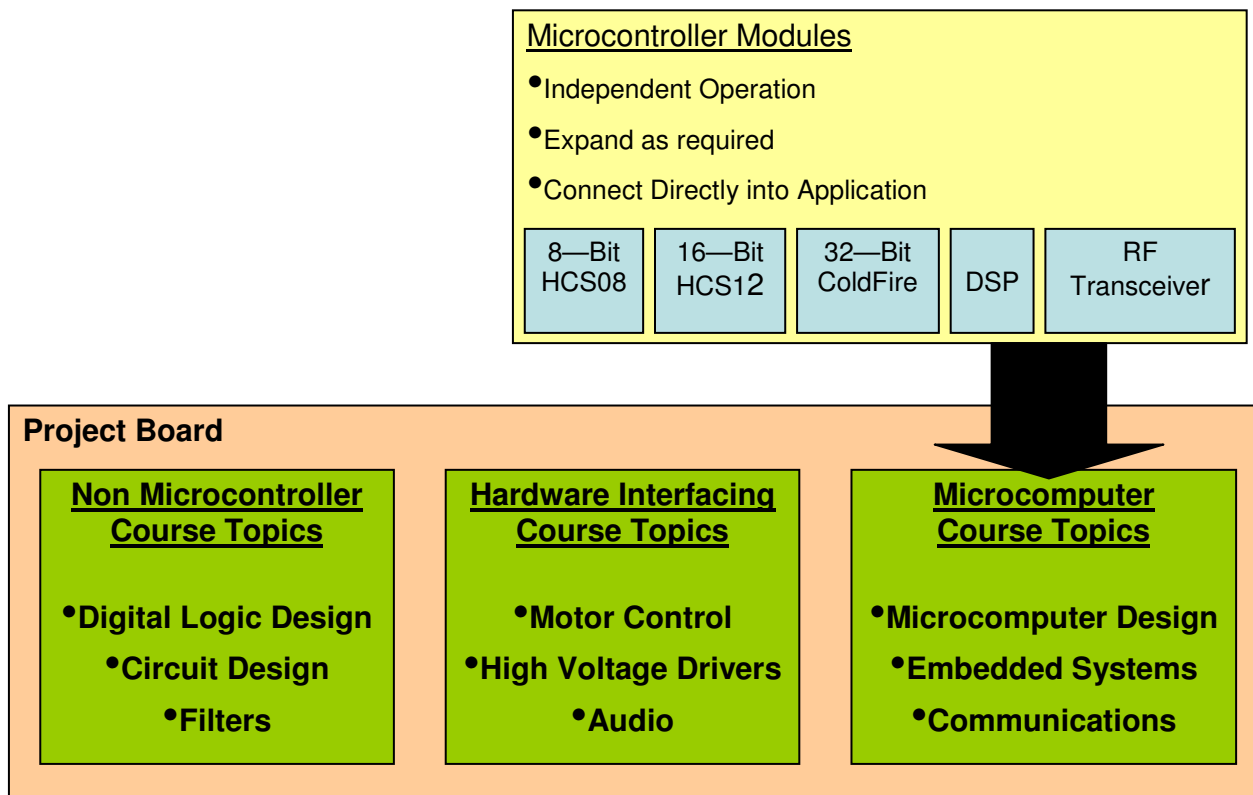 Microcontroller Modules
•Independent Operation
•Expand as required
•Connect Directly into Application
8—Bit
HCS08
16—Bit
HCS12
32—Bit
ColdFire
DSP
RF
Transceiver
Project Board
Non Microcontroller
Course Topics
•Digital Logic Design
•Circuit Design
•Filters
Hardware Interfacing
Course Topics
•Motor Control
•High Voltage Drivers
•Audio
Microcomputer
Course Topics
•Microcomputer Design
•Embedded Systems
•Communications